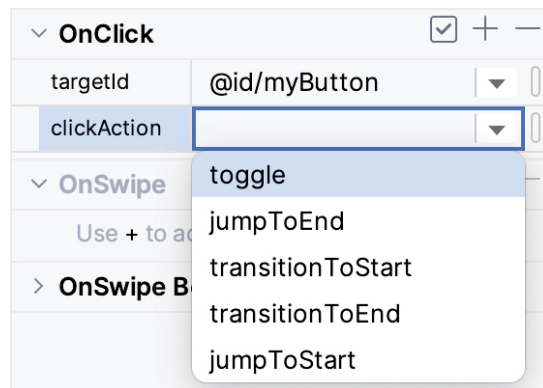 OnClick
targetId @id/myButton
clickAction
toggle
OnSwipe
jumpToEnd
Use + to
transitionToStart
OnSwipe
transitionToEnd
jumpToStart